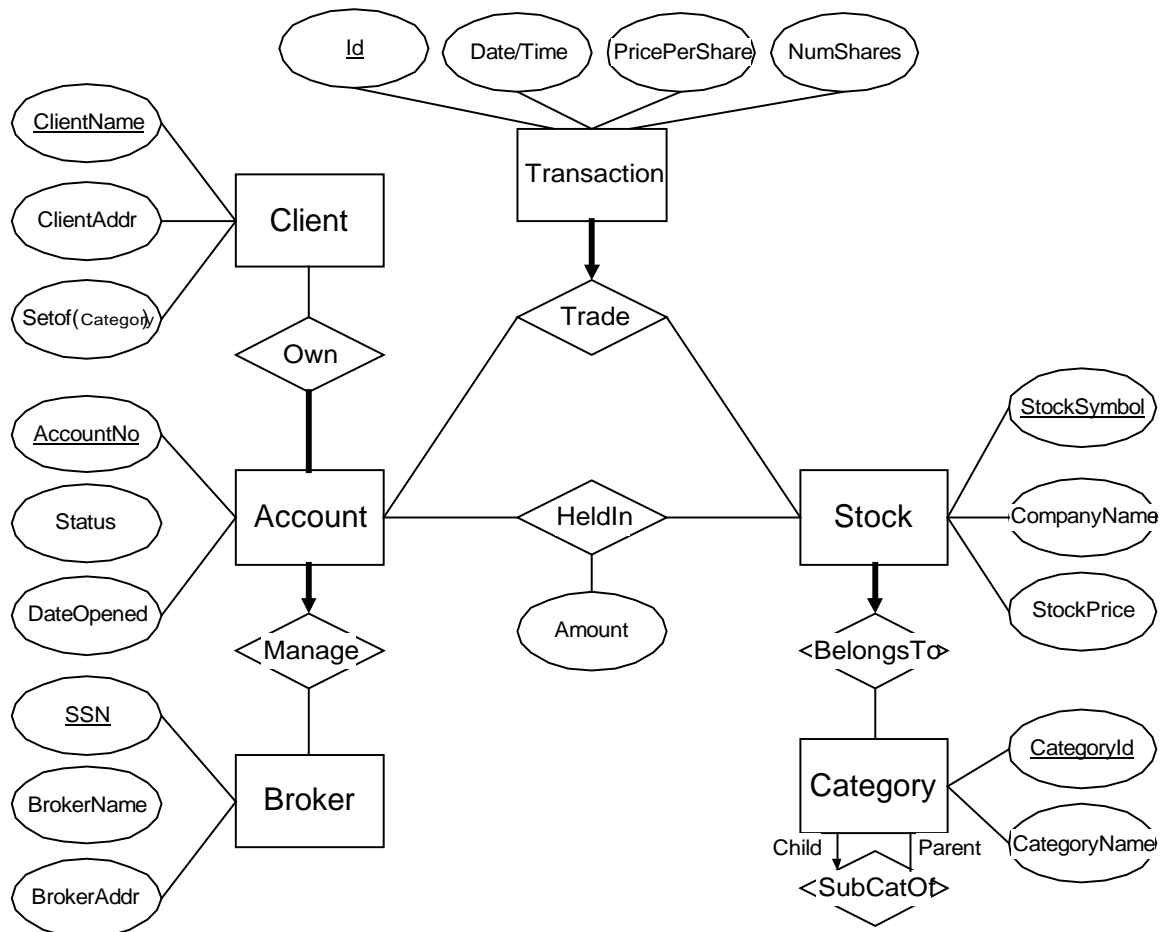 Id
Date/Time
PricePerShare
NumShares
ClientName
Transaction
Client
ClientAddr
Setof(Category)
Trade
Own
AccountNo
StockSymbol
Account
HeldIn
Stock
Status
CompanyName
DateOpened
StockPrice
Amount
Manage
BelongsTo
SSN
CategoryId
Broker
Category
BrokerName
Child
Parent
CategoryName
BrokerAddr
SubCatOf